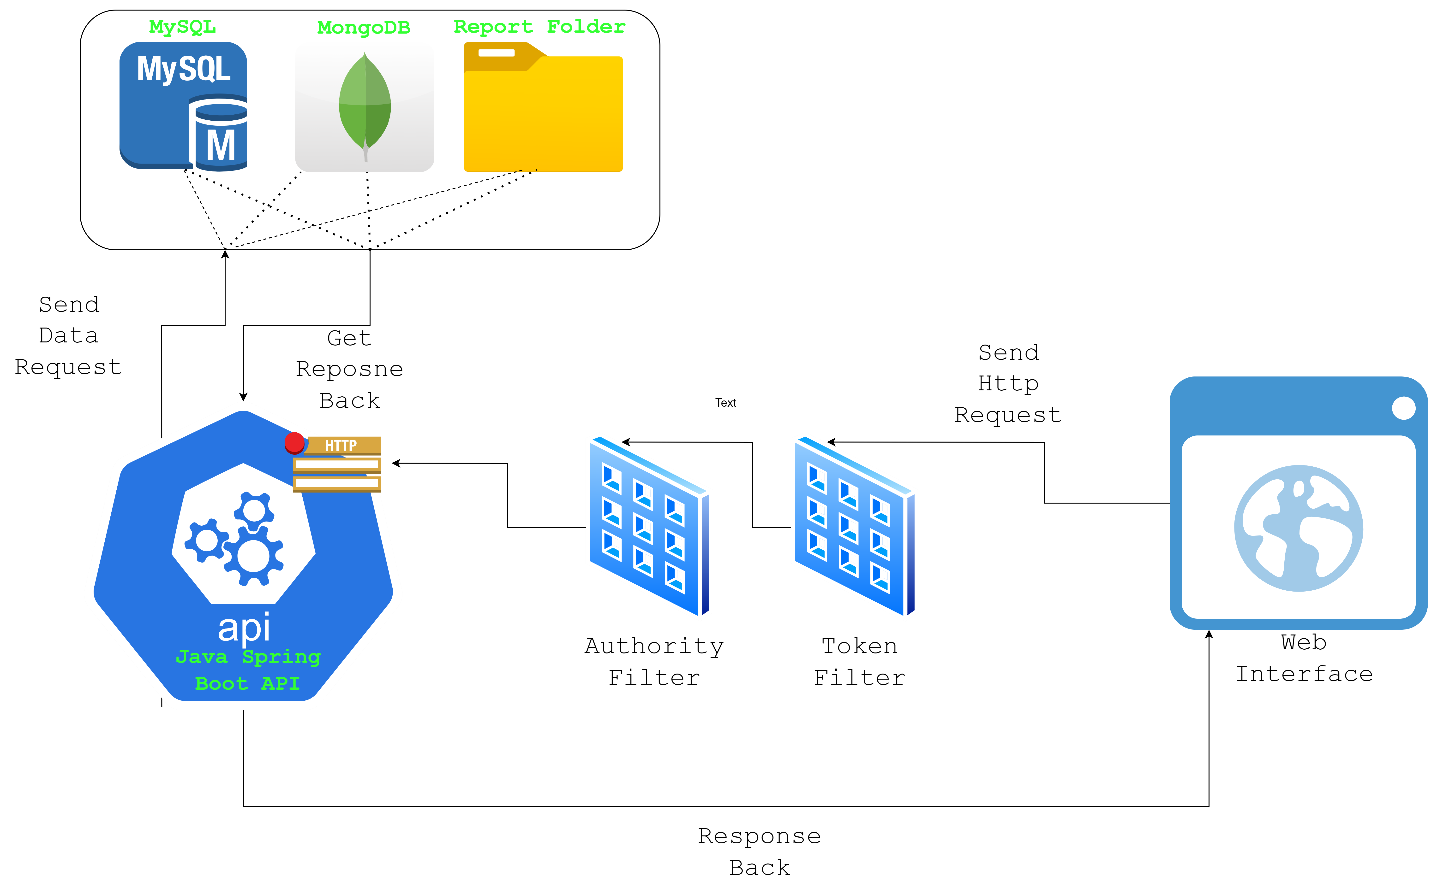 MySQL
MongoDB
Report Folder
MySQL
M
Send
Data
Request
Get
Reposne
Back
Send
Http
Request
Text
HTTP
api
Java Spring
Boot API
Authority
Filter
Token
Filter
Web
Interface
Response
Back